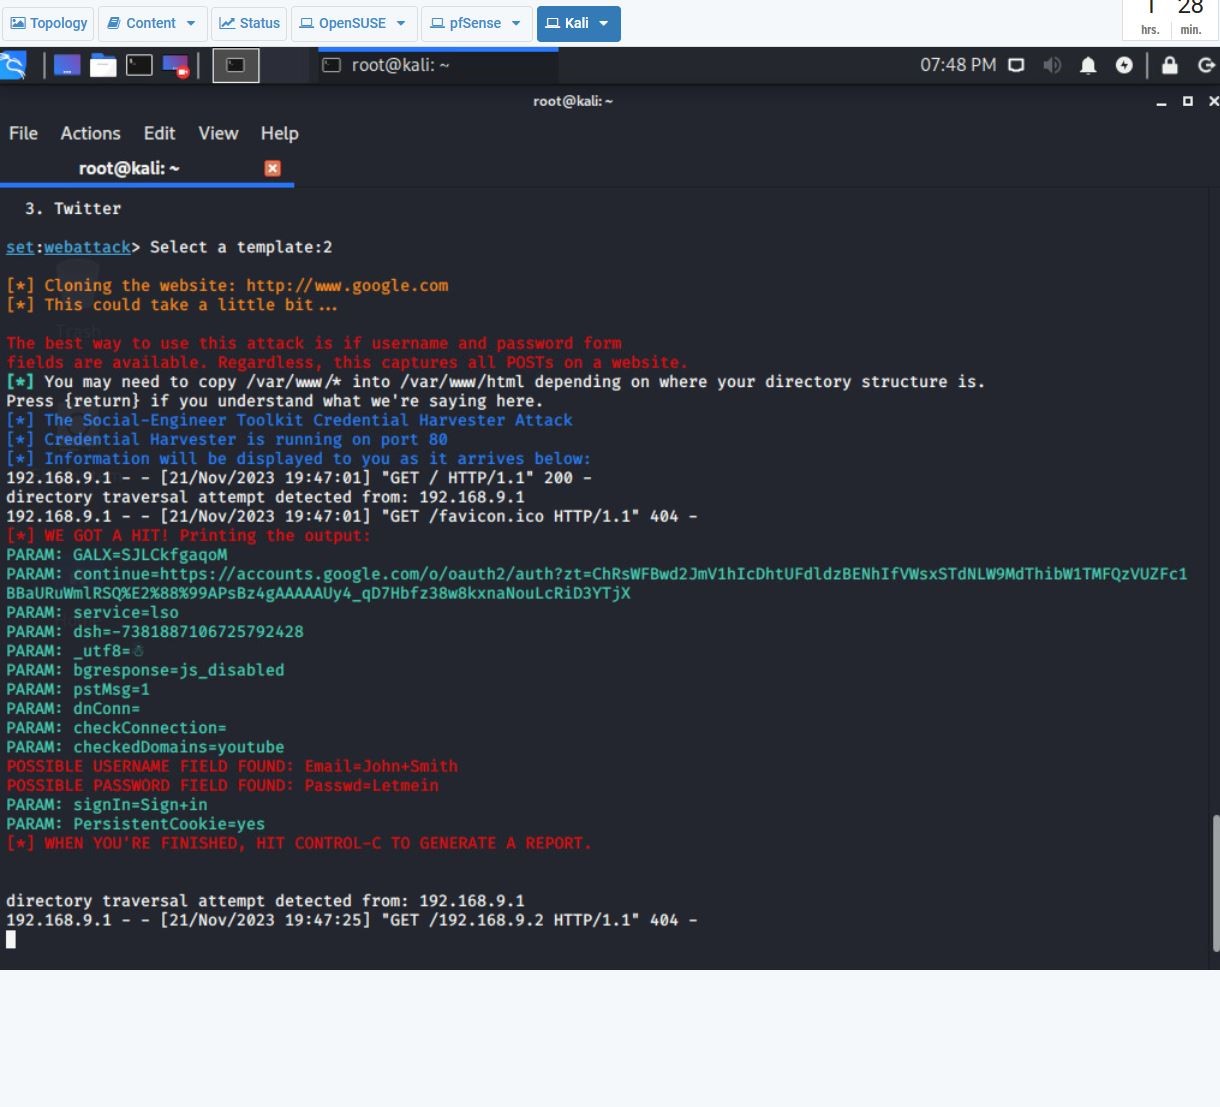 Topology Content Status OpenSUSE pfSense Kali 1 28
hrs. min.
root@kali: ~ 07:48 PM
root@kali: ~
File Actions Edit View Help
root@kali: ~
3. Twitter
set:webattack> Select a template:2
[*] Cloning the website: http://www.google.com
[*] This could take a little bit...
Trash
The best way to use this attack is if username and password form
fields are available. Regardless, this captures all POSTs on a website.
[*] You may need to copy /var/www/* into /var/www/html depending on where your directory structure is.
Press {return} if you understand what we're saying here.
[*] The Social-Engineer Toolkit Credential Harvester Attack
[*] Credential Harvester is running on port 80
[*] Information will be displayed to you as it arrives below:
192.168.9.1 - - [21/Nov/2023 19:47:01] "GET / HTTP/1.1" 200 -
directory traversal attempt detected from: 192.168.9.1
192.168.9.1 - - [21/Nov/2023 19:47:01] "GET /favicon.ico HTTP/1.1" 404 -
[*] WE GOT A HIT! Printing the output:
PARAM: GALX=SJLCkfgaqoM
PARAM: continue=https://accounts.google.com/o/oauth2/auth?zt=ChRsWFBwd2JmV1hIcDhtUFdldzBENhIfVWsxSTdNLW9MdThibW1TMFQzVUZFc1
BBaURuWmlRSQ%E2%88%99APsBz4gAAAAAUy4_qD7Hbfz38w8kxnaNouLcRiD3YTjX
PARAM: service=lso
PARAM: dsh=-7381887106725792428
PARAM: _utf8=☃
PARAM: bgresponse=js_disabled
PARAM: pstMsg=1
PARAM: dnConn=
PARAM: checkConnection=
PARAM: checkedDomains=youtube
POSSIBLE USERNAME FIELD FOUND: Email=John+Smith
POSSIBLE PASSWORD FIELD FOUND: Passwd=Letmein
PARAM: signIn=Sign+in
PARAM: PersistentCookie=yes
[*] WHEN YOU'RE FINISHED, HIT CONTROL-C TO GENERATE A REPORT.
directory traversal attempt detected from: 192.168.9.1
192.168.9.1 - - [21/Nov/2023 19:47:25] "GET /192.168.9.2 HTTP/1.1" 404 -